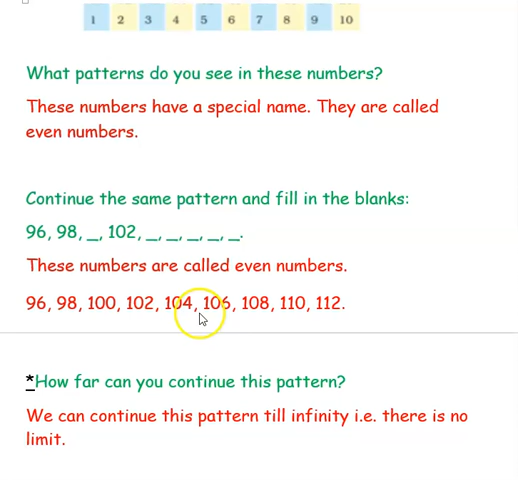 1 2 3 4 5 6 7 8 9 10
What patterns do you see in these numbers?
These numbers have a special name. They are called
even numbers.
Continue the same pattern and fill in the blanks:
96, 98, _, 102, _, _, _, _, _.
These numbers are called even numbers.
96, 98, 100, 102, 104, 106, 108, 110, 112.
*How far can you continue this pattern?
We can continue this pattern till infinity i.e. there is no
limit.